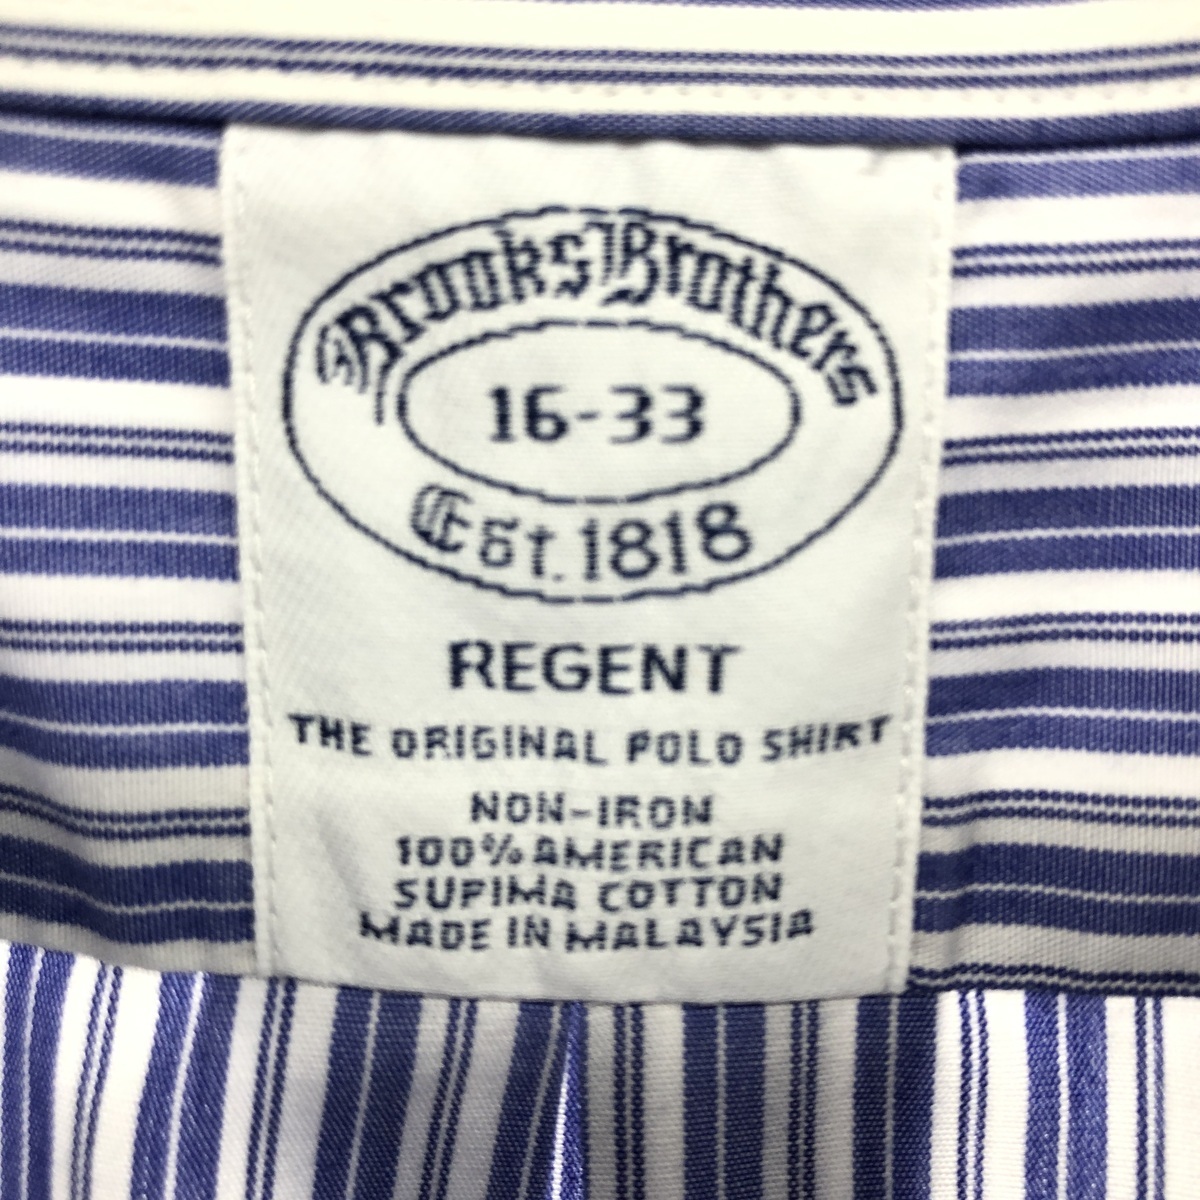 Brooks Brothers
16-33
Est. 1818
REGENT
THE ORIGINAL POLO SHIRT
NON-IRON
100% AMERICAN
SUPIMA COTTON
MADE IN MALAYSIA